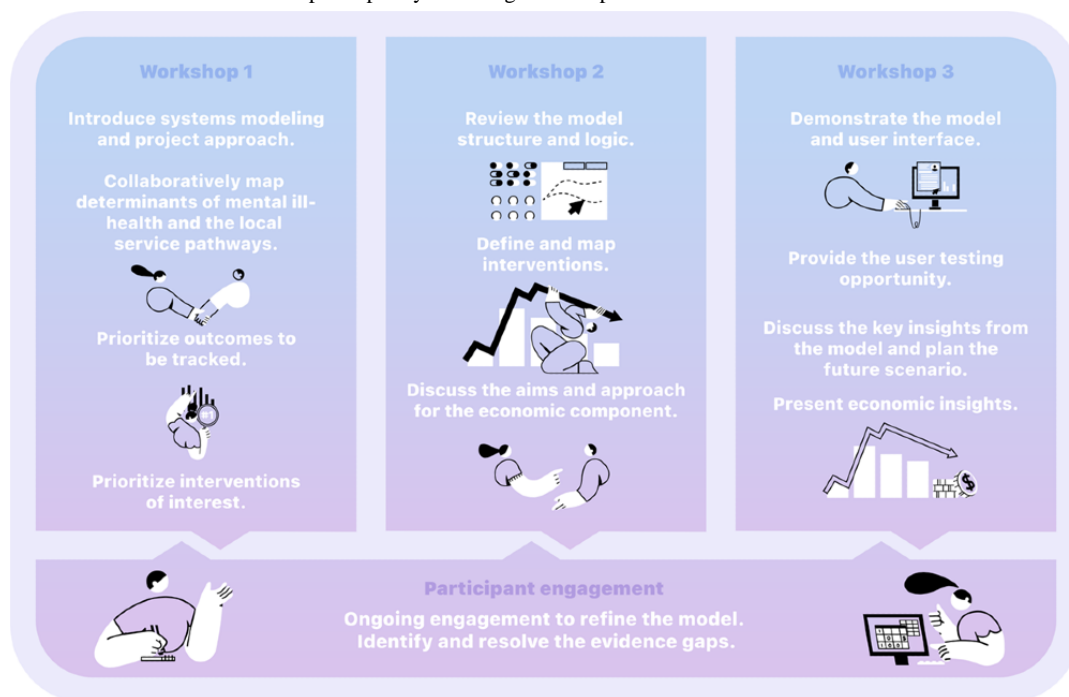 Workshop 1
Introduce systems modeling
and project approach.
Collaboratively map
determinants of mental ill-
health and the local
service pathways.
Prioritize outcomes to
be tracked.
#1
Prioritize interventions
of interest.
Workshop 2
Review the model
structure and logic.
Define and map
interventions.
Discuss the aims and approach
for the economic component.
Workshop 3
Demonstrate the model
and user interface.
Provide the user testing
opportunity.
Discuss the key insights from
the model and plan the
future scenario.
Present economic insights.
$
Participant engagement
Ongoing engagement to refine the model.
Identify and resolve the evidence gaps.